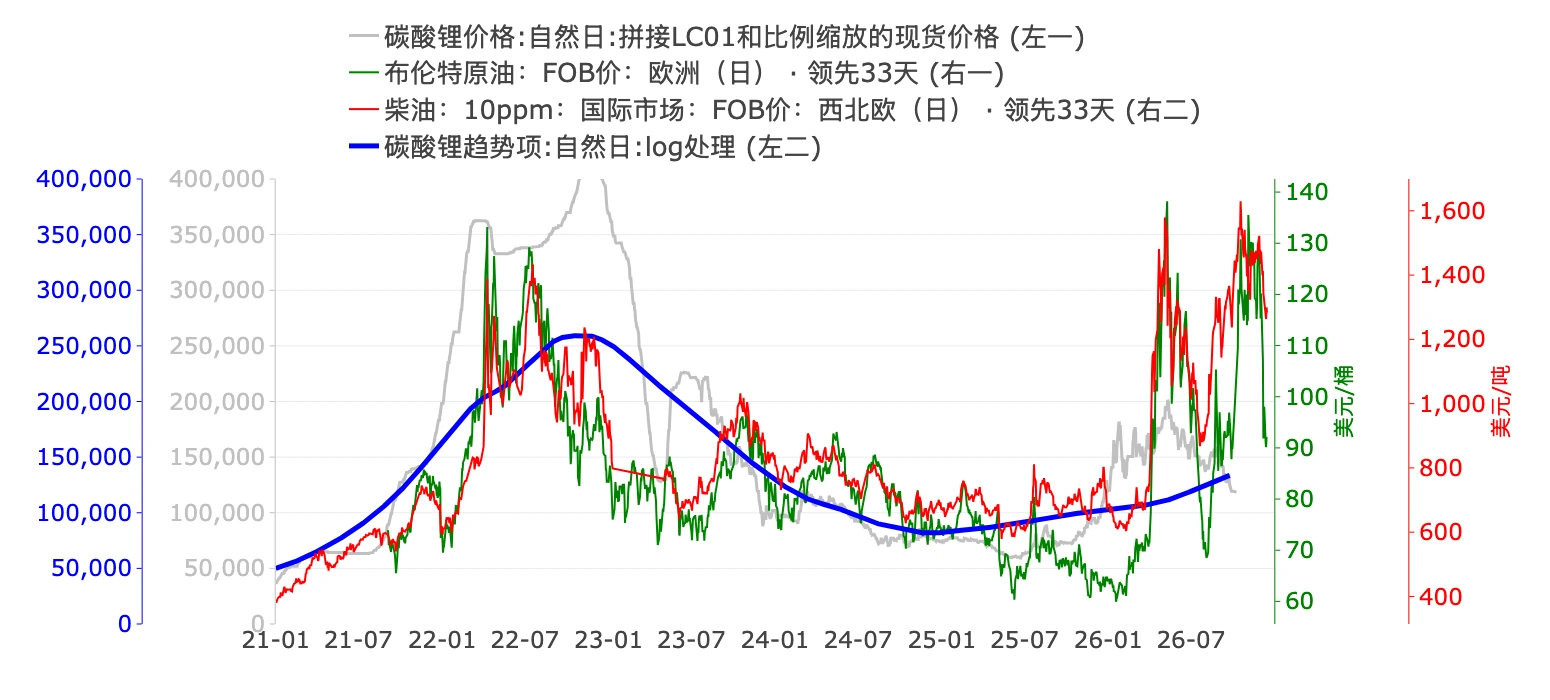 碳酸锂价格:自然日:拼接LC01和比例缩放的现货价格 (左一)
布伦特原油：FOB价：欧洲（日） · 领先33天 (右一)
柴油：10ppm：国际市场：FOB价：西北欧（日） · 领先33天 (右二)
碳酸锂趋势项:自然日:log处理 (左二)
400,000 400,000 140 1,600
350,000 350,000 130
300,000 300,000 120 1,400
250,000 250,000 110 1,200
200,000 200,000 100 1,000
美元/桶 美元/吨
150,000 150,000 90 800
100,000 100,000 80 600
50,000 50,000 70
0 0 60 400
21-01 21-07 22-01 22-07 23-01 23-07 24-01 24-07 25-01 25-07 26-01 26-07